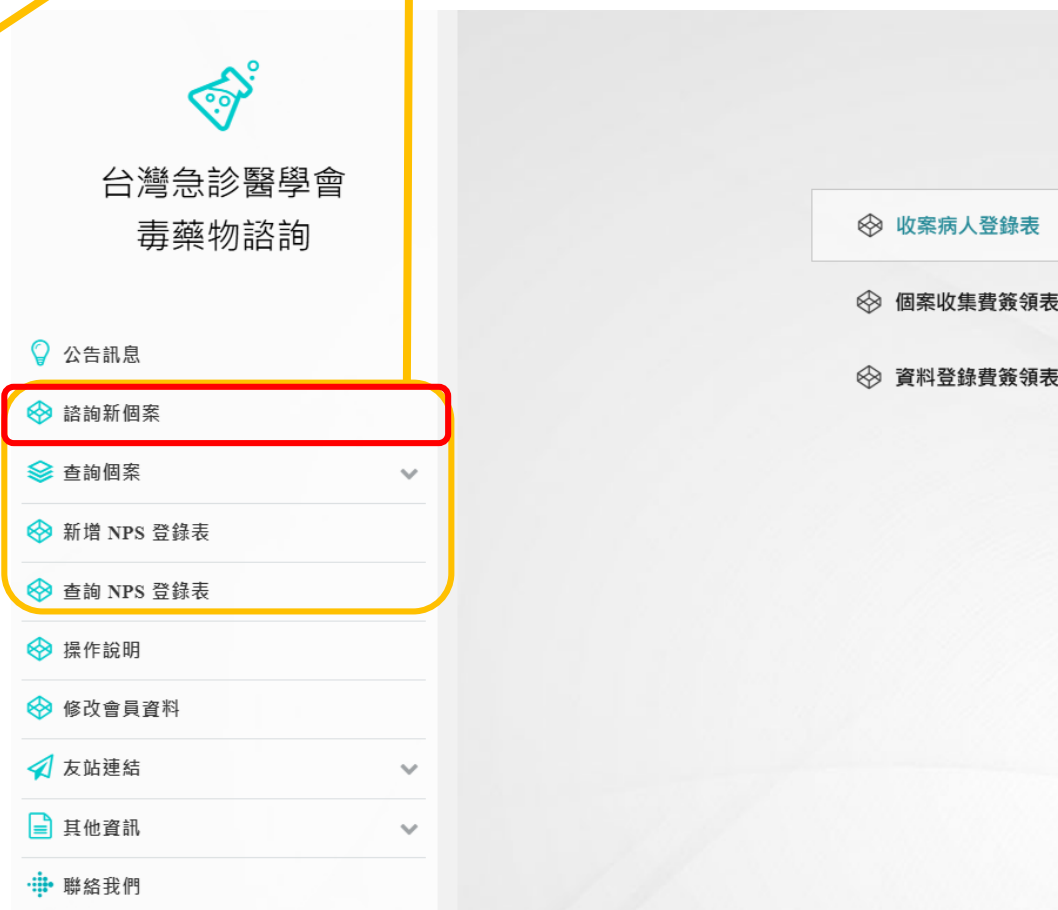 台灣急診醫學會
毒藥物諮詢
公告訊息
諮詢新個案
查詢個案
新增 NPS 登錄表
查詢 NPS 登錄表
操作說明
修改會員資料
友站連結
其他資訊
聯絡我們
收案病人登錄表
個案收集費簽領表
資料登錄費簽領表